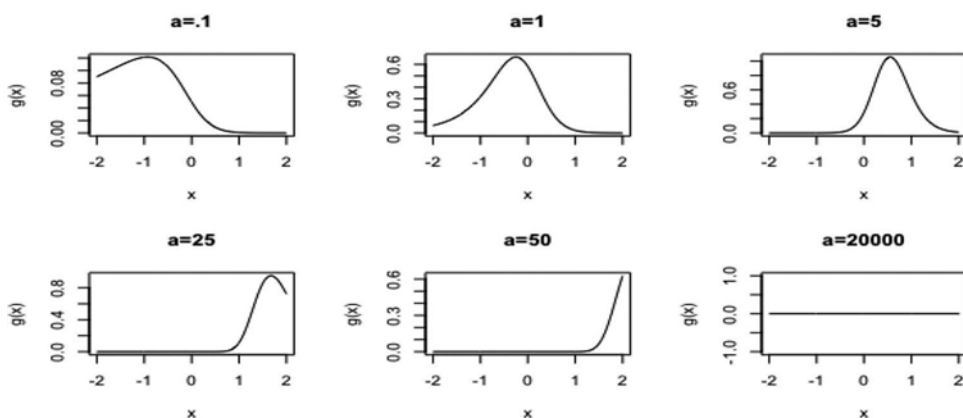 a=.1
a=1
a=5
g(x)
0.00
0.08
-2 -1 0 1 2
x
g(x)
0.0
0.3
0.6
-2 -1 0 1 2
x
g(x)
0.0
0.6
-2 -1 0 1 2
x
a=25
a=50
a=20000
g(x)
0.0
0.4
0.8
-2 -1 0 1 2
x
g(x)
0.0
0.3
0.6
-2 -1 0 1 2
x
g(x)
-1.0
0.0
1.0
-2 -1 0 1 2
x